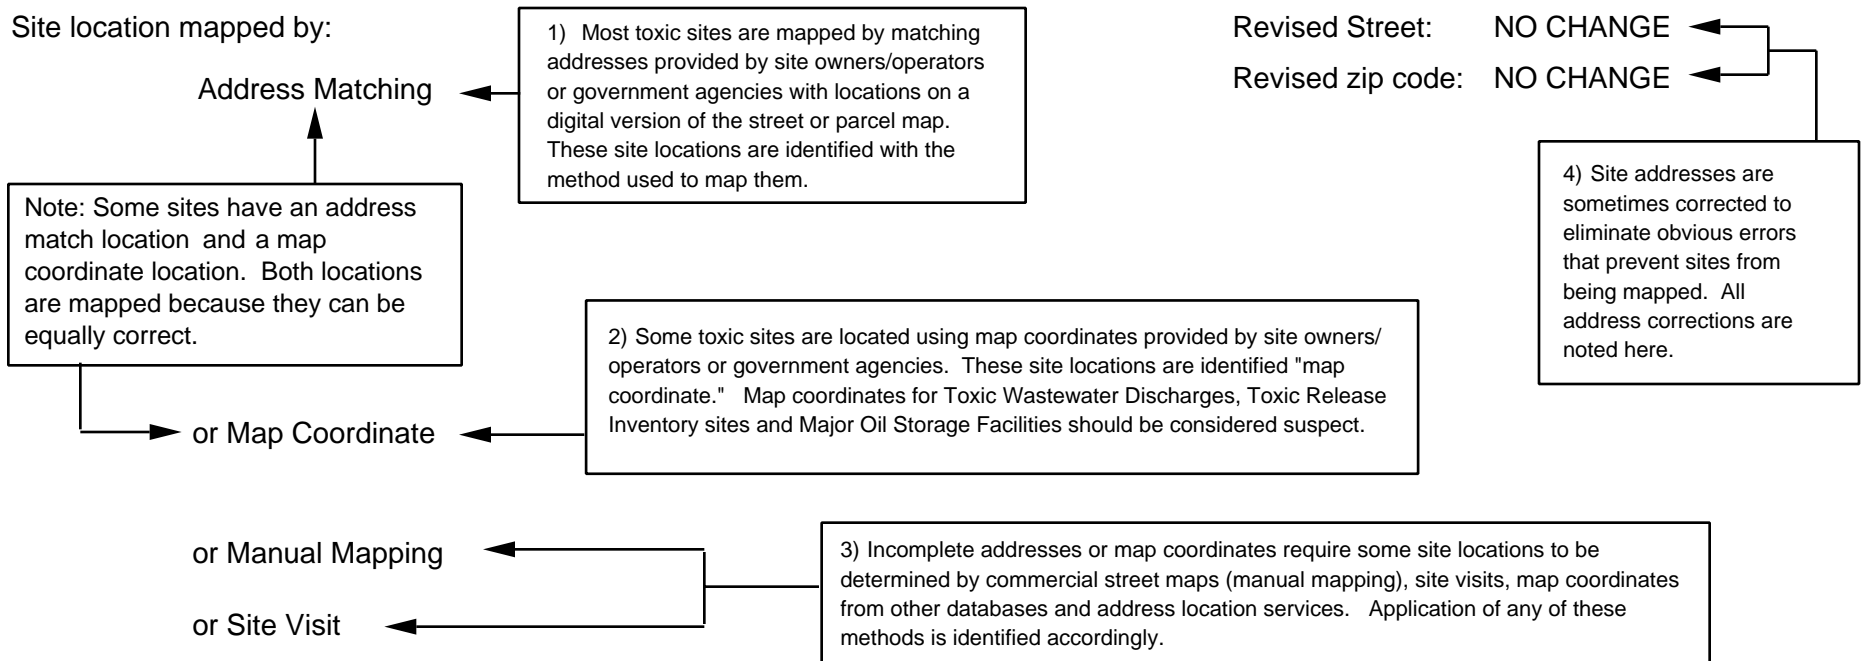 Site location mapped by:
Address Matching
1) Most toxic sites are mapped by matching
addresses provided by site owners/operators
or government agencies with locations on a
digital version of the street or parcel map.
These site locations are identified with the
method used to map them.
Revised Street: NO CHANGE
Revised zip code: NO CHANGE
Note: Some sites have an address
match location and a map
coordinate location. Both locations
are mapped because they can be
equally correct.
4) Site addresses are
sometimes corrected to
eliminate obvious errors
that prevent sites from
being mapped. All
address corrections are
noted here.
2) Some toxic sites are located using map coordinates provided by site owners/
operators or government agencies. These site locations are identified "map
coordinate." Map coordinates for Toxic Wastewater Discharges, Toxic Release
Inventory sites and Major Oil Storage Facilities should be considered suspect.
or Map Coordinate
or Manual Mapping
or Site Visit
3) Incomplete addresses or map coordinates require some site locations to be
determined by commercial street maps (manual mapping), site visits, map coordinates
from other databases and address location services. Application of any of these
methods is identified accordingly.